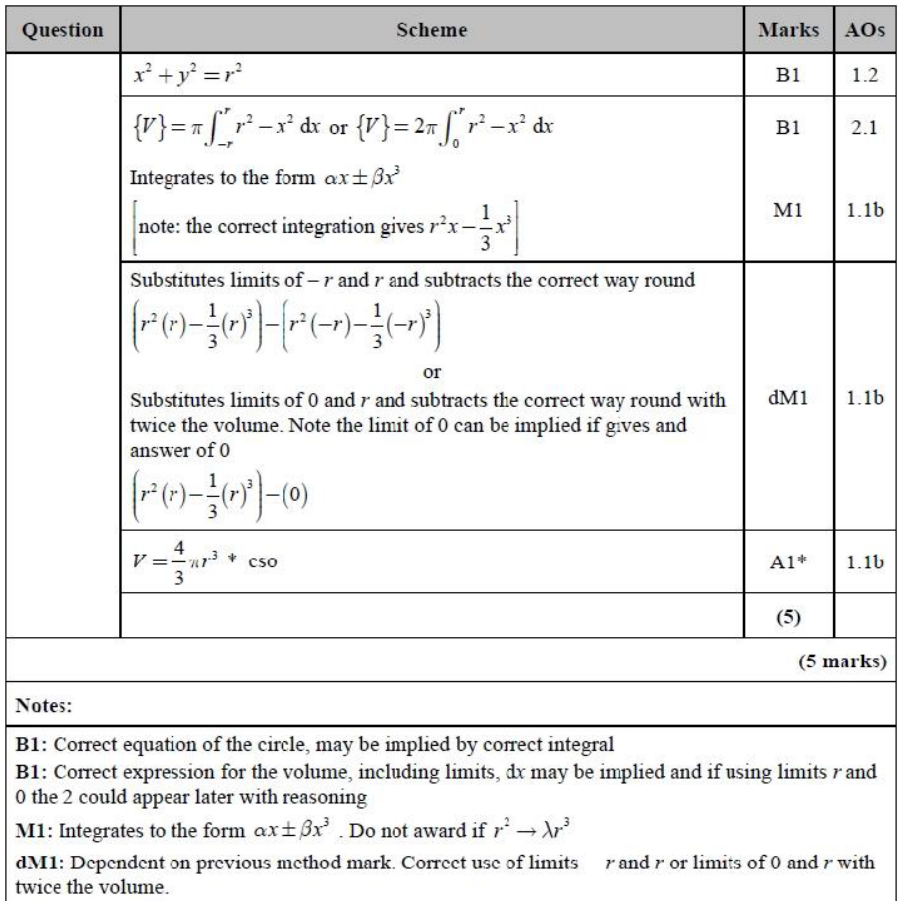 Question Scheme Marks AOs
x² + y² = r² B1 1.2
{V} = π∫₋ᵣʳ r² − x² dx or {V} = 2π∫₀ʳ r² − x² dx B1 2.1
Integrates to the form αx ± βx³
[note: the correct integration gives r²x − 1/3 x³] M1 1.1b
Substitutes limits of – r and r and subtracts the correct way round
(r²(r) − 1/3(r)³) − (r²(−r) − 1/3(−r)³)
or
Substitutes limits of 0 and r and subtracts the correct way round with
twice the volume. Note the limit of 0 can be implied if gives and
answer of 0
dM1 1.1b
(r²(r) − 1/3(r)³) − (0)
V = 4/3 πr³ * cso A1* 1.1b
(5)
(5 marks)
Notes:
B1: Correct equation of the circle, may be implied by correct integral
B1: Correct expression for the volume, including limits, dx may be implied and if using limits r and
0 the 2 could appear later with reasoning
M1: Integrates to the form αx ± βx³ . Do not award if r² → λr³
dM1: Dependent on previous method mark. Correct use of limits r and r or limits of 0 and r with
twice the volume.